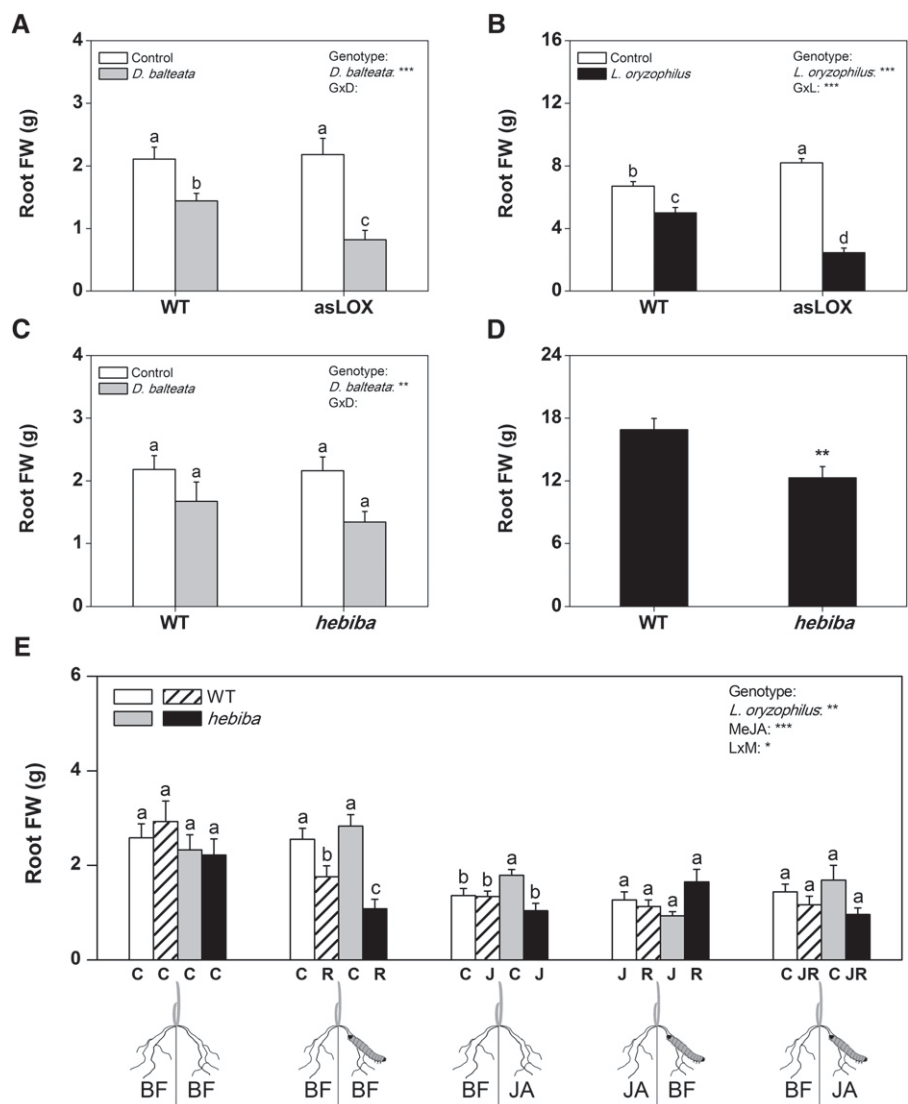 A
Root FW (g)
4
3
2
1
0
Control
D. balteata
Genotype:
D. balteata: ***
GxD:
a
b
a
c
WT
asLOX
B
Root FW (g)
16
12
8
4
0
Control
L. oryzophilus
Genotype:
L. oryzophilus: ***
GxL: ***
b
c
a
d
WT
asLOX
C
Root FW (g)
4
3
2
1
0
Control
D. balteata
Genotype:
D. balteata: **
GxD:
a
a
a
a
WT
hebiba
D
Root FW (g)
24
18
12
6
0
**
WT
hebiba
E
Root FW (g)
6
4
2
0
WT
hebiba
Genotype:
L. oryzophilus: **
MeJA: ***
LxM: *
a a a a
a b a c
b b a b
a a a a
a a a a
C C C C
C R C R
C J C J
J R J R
C JR C JR
BF BF
BF BF
BF JA
JA BF
BF JA